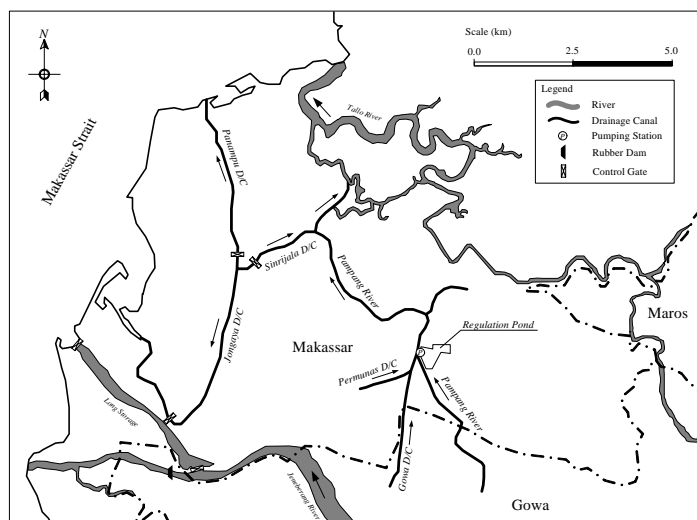 N
Scale (km)
0.0 2.5 5.0
Legend
River
Drainage Canal
P Pumping Station
Rubber Dam
Control Gate
Makassar Strait
Tallo River
Panampu D/C
Sinrijala D/C
Pampang River
Jongaya D/C
Makassar
Maros
Regulation Pond
P
Permunas D/C
Pampang River
Long Storage
Gowa D/C
Jeneberang River
Gowa